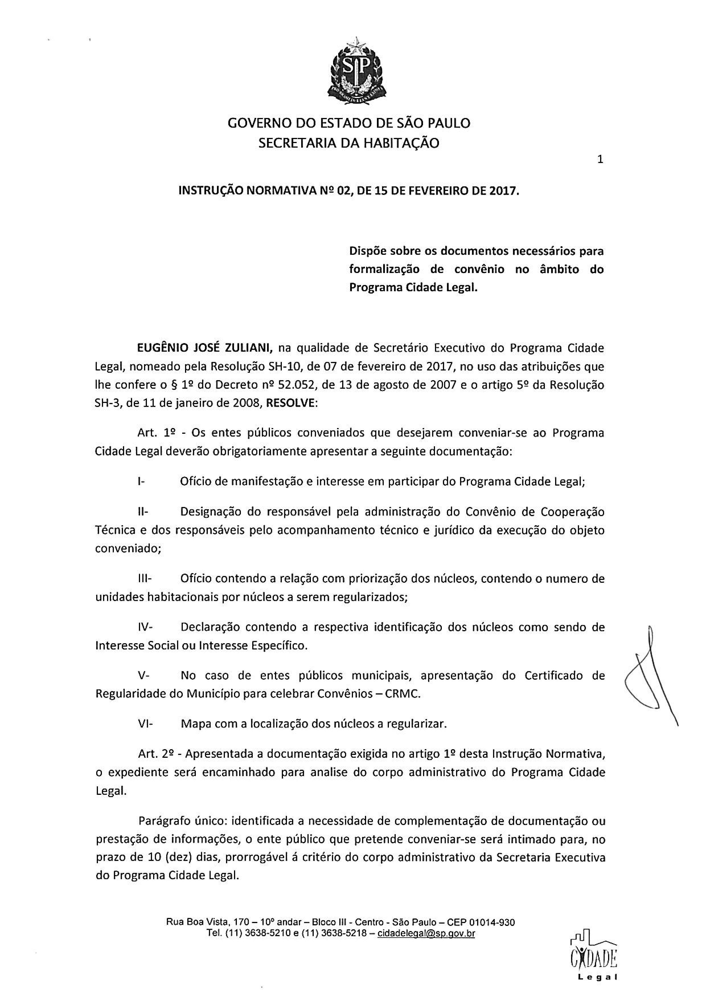 SP
GOVERNO DO ESTADO DE SÃO PAULO
SECRETARIA DA HABITAÇÃO
1
INSTRUÇÃO NORMATIVA Nº 02, DE 15 DE FEVEREIRO DE 2017.
Dispõe sobre os documentos necessários para
formalização de convênio no âmbito do
Programa Cidade Legal.
EUGÊNIO JOSÉ ZULIANI, na qualidade de Secretário Executivo do Programa Cidade
Legal, nomeado pela Resolução SH-10, de 07 de fevereiro de 2017, no uso das atribuições que
lhe confere o § 1º do Decreto nº 52.052, de 13 de agosto de 2007 e o artigo 5º da Resolução
SH-3, de 11 de janeiro de 2008, RESOLVE:
Art. 1º - Os entes públicos conveniados que desejarem conveniar-se ao Programa
Cidade Legal deverão obrigatoriamente apresentar a seguinte documentação:
I- Ofício de manifestação e interesse em participar do Programa Cidade Legal;
II- Designação do responsável pela administração do Convênio de Cooperação
Técnica e dos responsáveis pelo acompanhamento técnico e jurídico da execução do objeto
conveniado;
III- Ofício contendo a relação com priorização dos núcleos, contendo o numero de
unidades habitacionais por núcleos a serem regularizados;
IV- Declaração contendo a respectiva identificação dos núcleos como sendo de
Interesse Social ou Interesse Específico.
V- No caso de entes públicos municipais, apresentação do Certificado de
Regularidade do Município para celebrar Convênios – CRMC.
VI- Mapa com a localização dos núcleos a regularizar.
Art. 2º - Apresentada a documentação exigida no artigo 1º desta Instrução Normativa,
o expediente será encaminhado para analise do corpo administrativo do Programa Cidade
Legal.
Parágrafo único: identificada a necessidade de complementação de documentação ou
prestação de informações, o ente público que pretende conveniar-se será intimado para, no
prazo de 10 (dez) dias, prorrogável á critério do corpo administrativo da Secretaria Executiva
do Programa Cidade Legal.
Rua Boa Vista, 170 – 10º andar – Bloco III - Centro - São Paulo – CEP 01014-930
Tel. (11) 3638-5210 e (11) 3638-5218 – cidadelegal@sp.gov.br
CIDADE
Legal